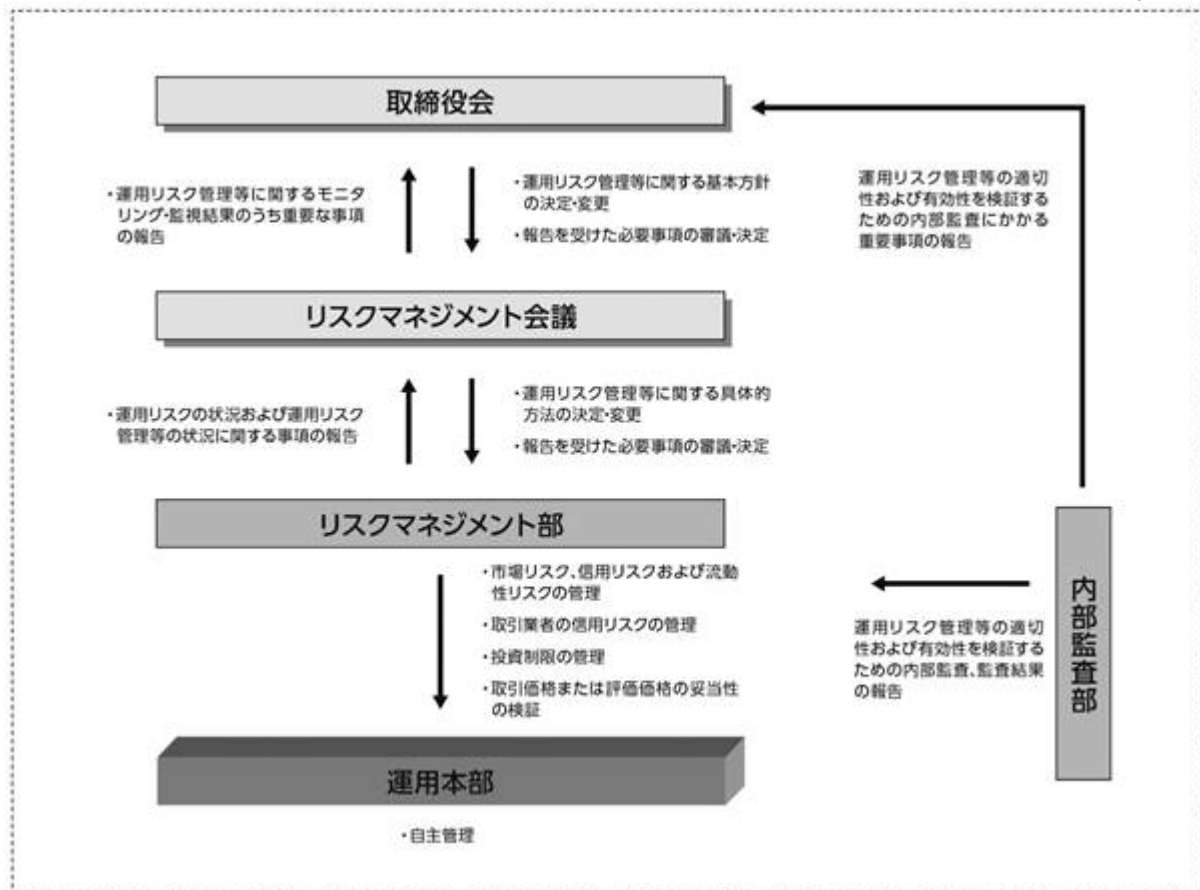 取締役会
・運用リスク管理等に関するモニタ
リング・監視結果のうち重要な事項
の報告
・運用リスク管理等に関する基本方針
の決定・変更
・報告を受けた必要事項の審議・決定
運用リスク管理等の適切
性および有効性を検証する
ための内部監査にかかる
重要事項の報告
リスクマネジメント会議
・運用リスクの状況および運用リスク
管理等の状況に関する事項の報告
・運用リスク管理等に関する具体的
方法の決定・変更
・報告を受けた必要事項の審議・決定
リスクマネジメント部
・市場リスク、信用リスクおよび流動
性リスクの管理
・取引業者の信用リスクの管理
・投資制限の管理
・取引価格または評価価格の妥当性
の検証
運用リスク管理等の適切
性および有効性を検証する
ための内部監査、監査結果
の報告
内部監査部
運用本部
・自主管理